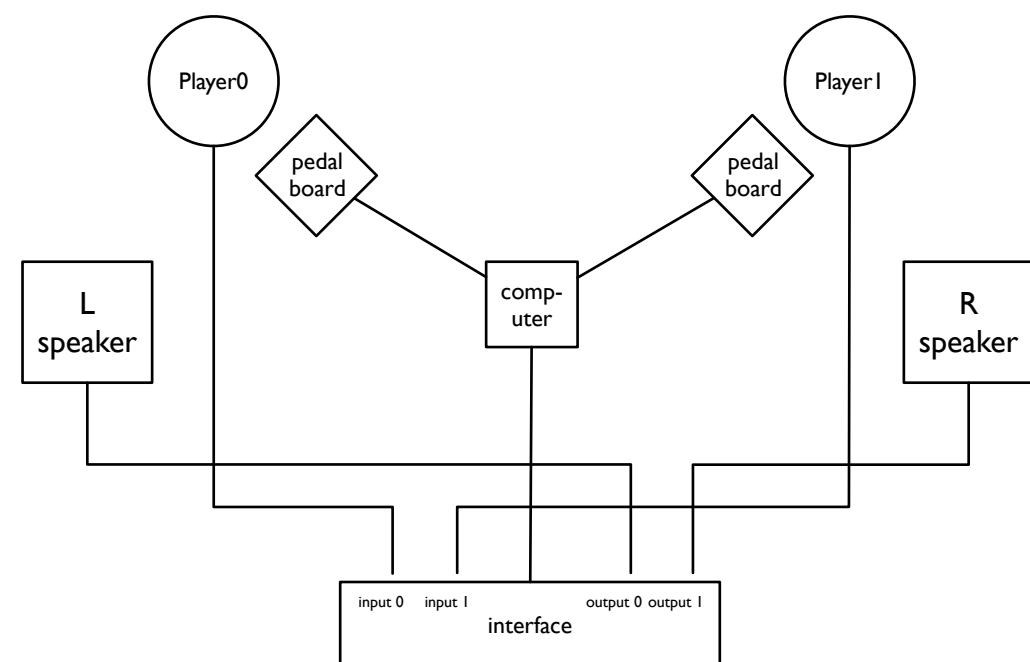 Player0
Player1
pedal
board
pedal
board
L
speaker
comp-
uter
R
speaker
input 0
input 1
output 0
output 1
interface